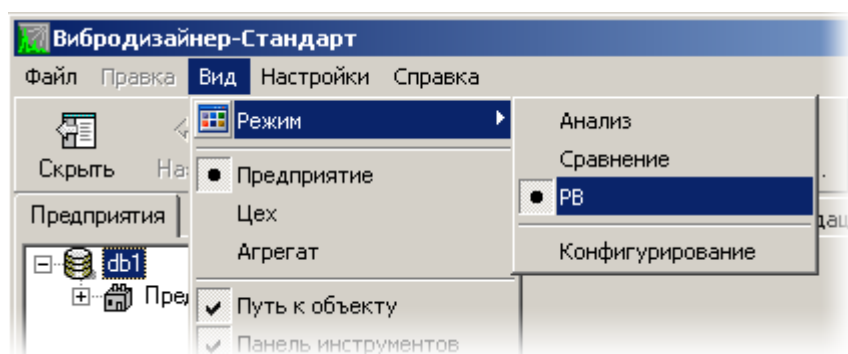 Вибродизайнер-Стандарт
Файл Правка Вид Настройки Справка
Режим
Анализ
Скрыть
Сравнение
Предприятие
РВ
Предприятия
Цех
Агрегат
Конфигурирование
db1
Путь к объекту
Панель инструментов